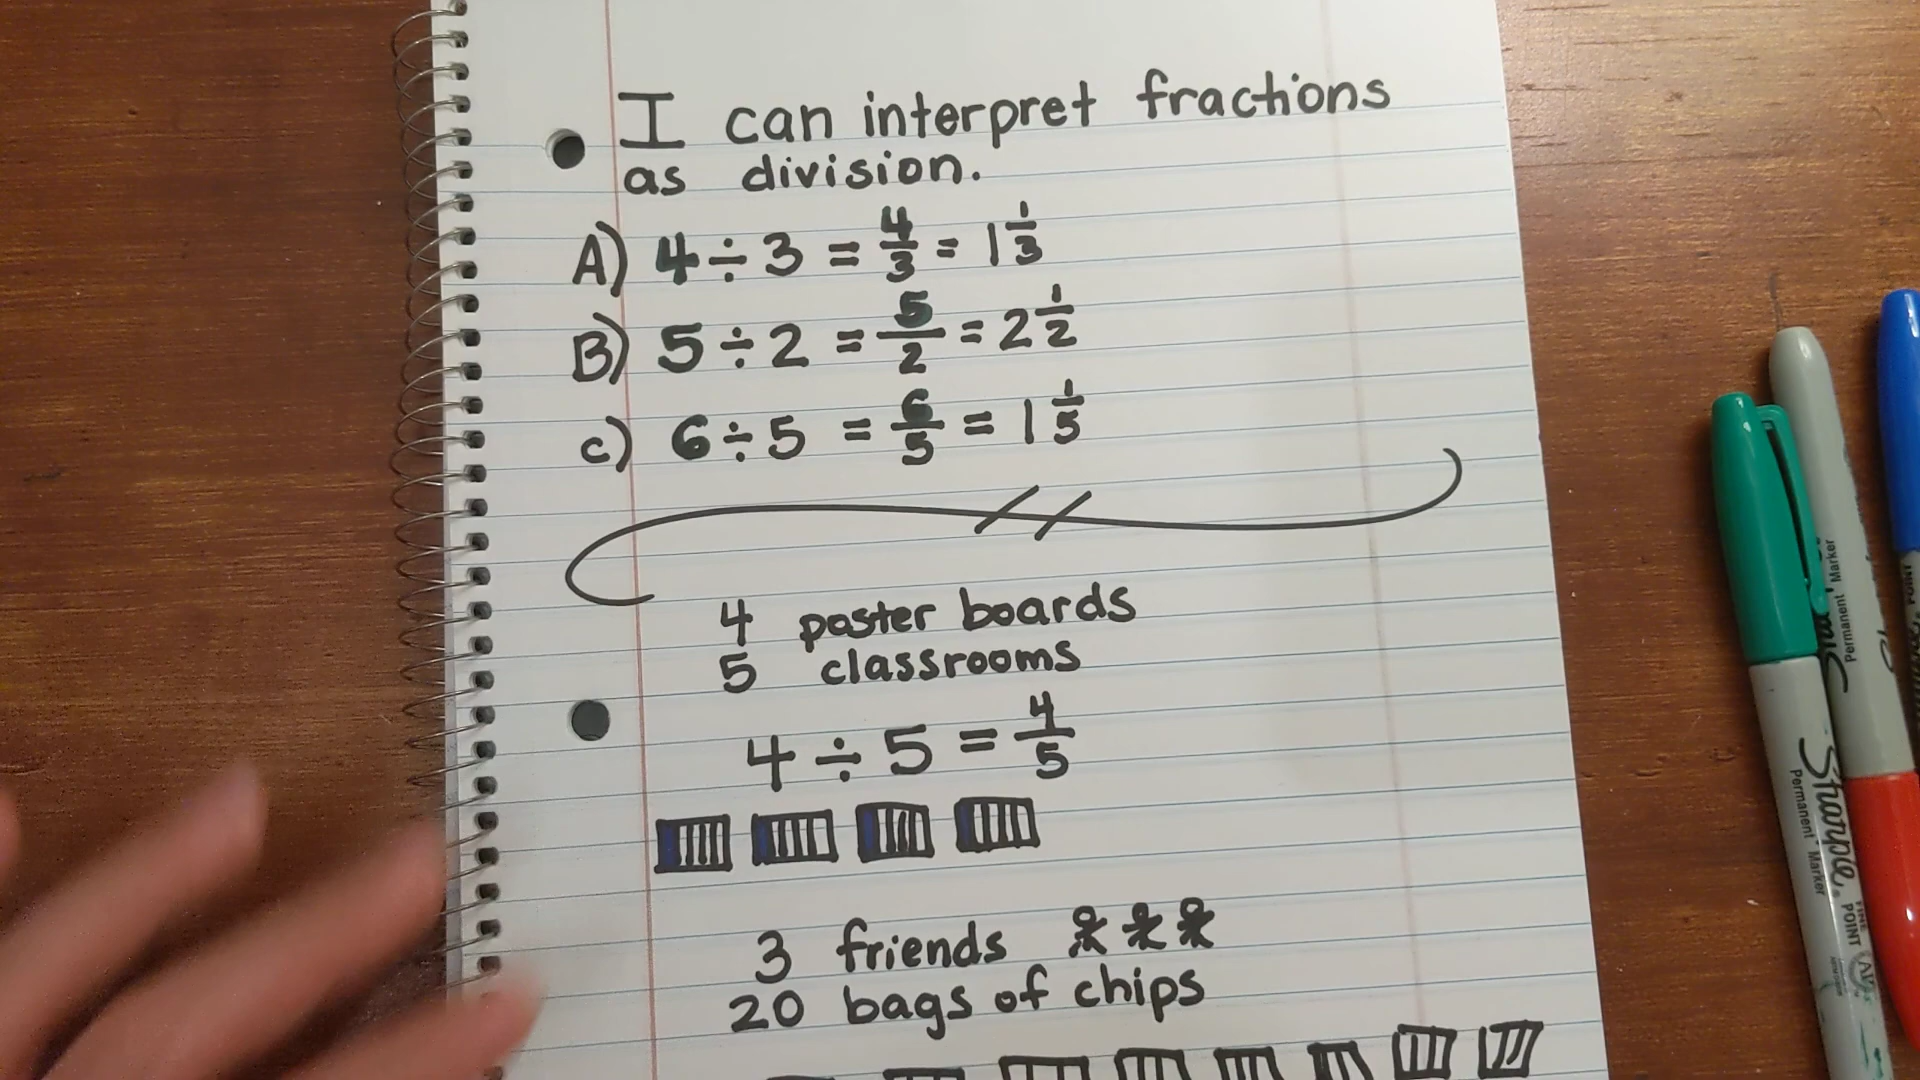 I can interpret fractions
as division.
A) 4 ÷ 3 = 4/3 = 1 1/3
B) 5 ÷ 2 = 5/2 = 2 1/2
C) 6 ÷ 5 = 6/5 = 1 1/5
4 poster boards
5 classrooms
4 ÷ 5 = 4/5
3 friends
20 bags of chips
Permanent Marker
Sharpie
Permanent Marker
FINE POINT